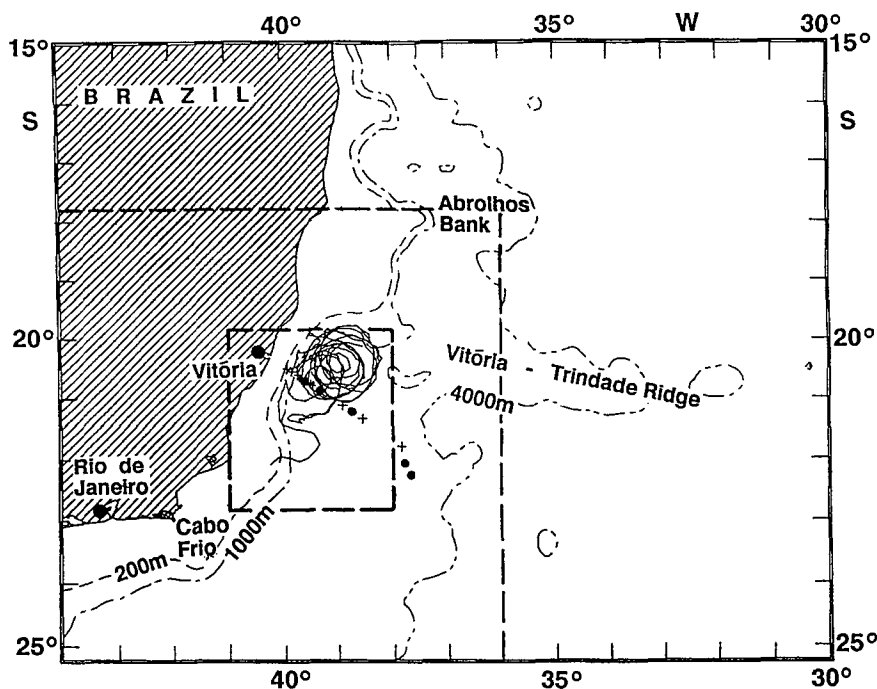 40° 35° W 30°
15° 15°
B R A Z I L
S S
Abrolhos
Bank
20° 20°
Vitória
Vitória - Trindade Ridge
4000m
Rio de
Janeiro
Cabo
Frio
1000m
200m
25° 25°
40° 35° 30°